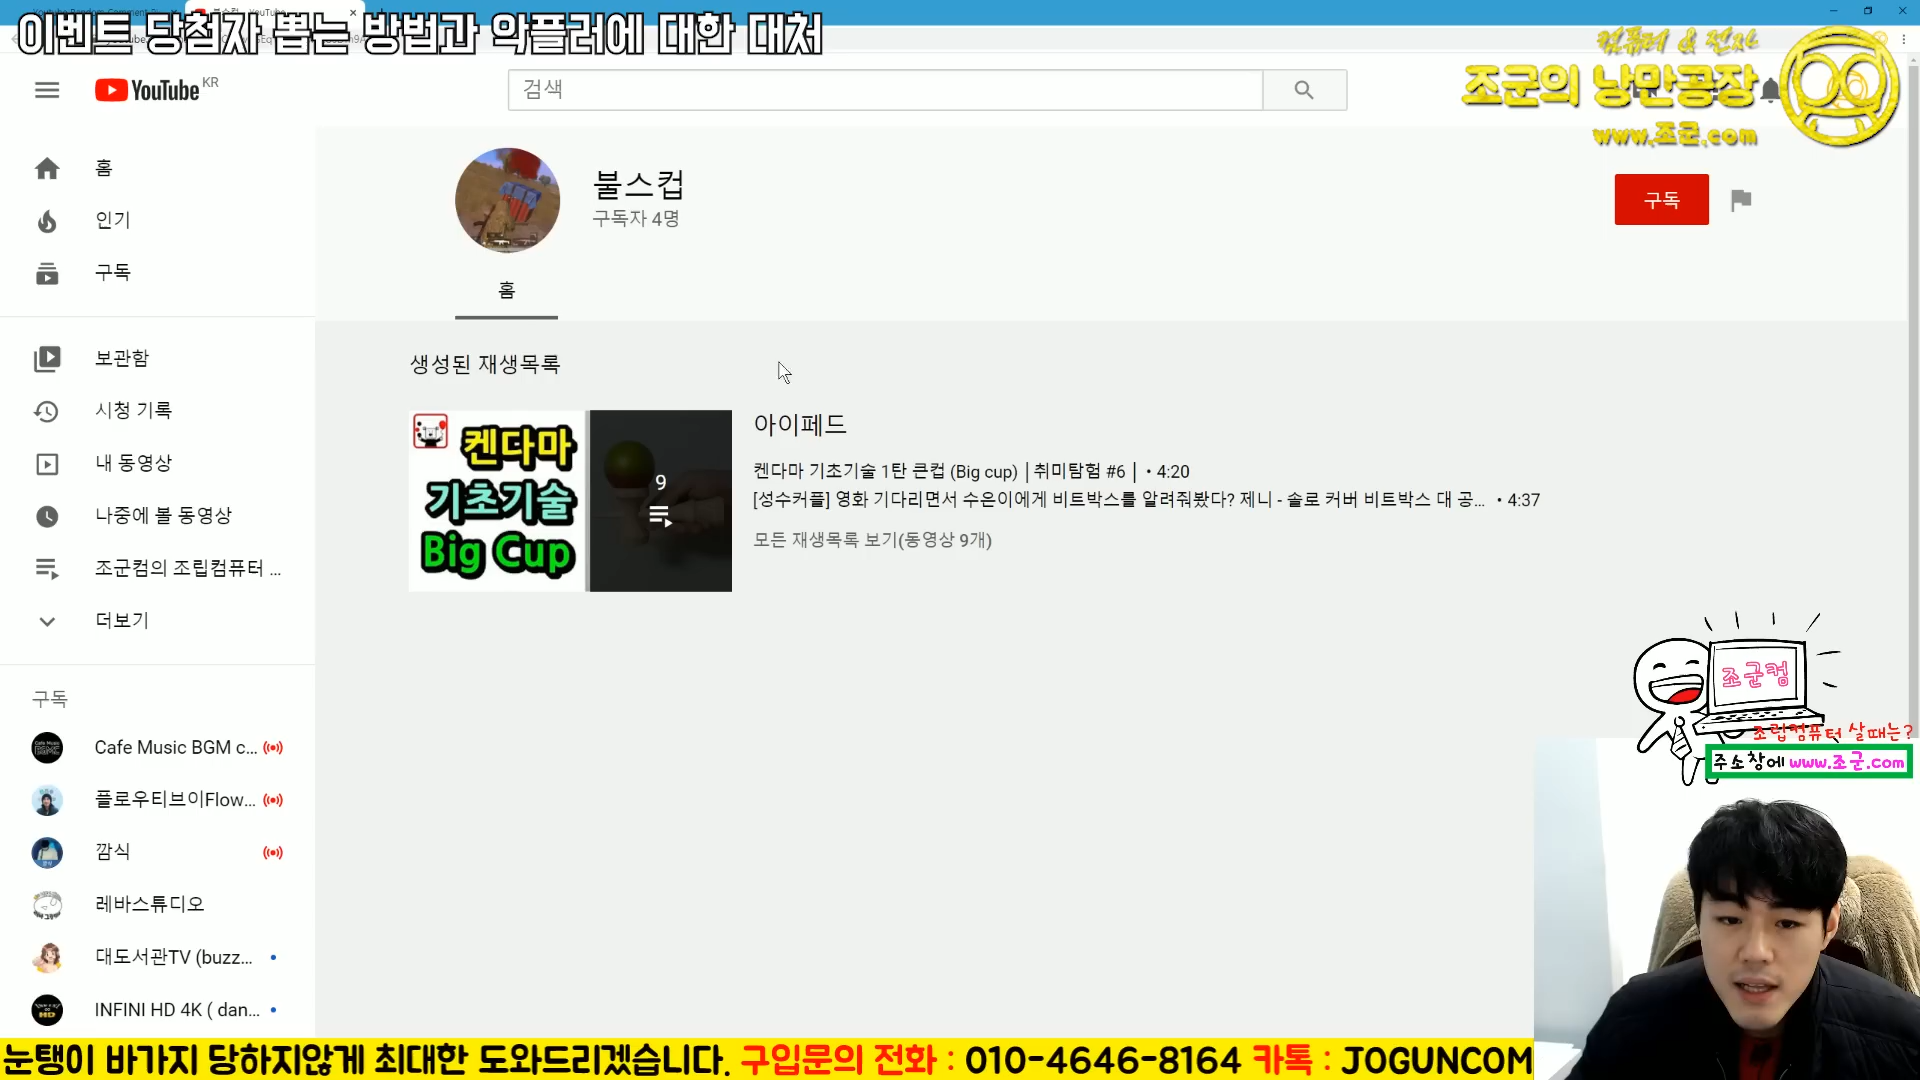 이벤트 당첨자 뽑는 방법과 악플러에 대한 대처
컴퓨터 & 전자
조군의 낭만공장
www.조군.com
YouTube KR
검색
홈
인기
구독
보관함
시청 기록
내 동영상
나중에 볼 동영상
조군컴의 조립컴퓨터 ...
더보기
구독
Cafe Music BGM c...
플로우티브이Flow...
깜식
레바스튜디오
대도서관TV (buzz...
INFINI HD 4K ( dan...
불스컵
구독자 4명
구독
홈
생성된 재생목록
켄다마
기초기술
Big Cup
9
아이페드
켄다마 기초기술 1탄 큰컵 (Big cup) │취미탐험 #6 │ • 4:20
[성수커플] 영화 기다리면서 수은이에게 비트박스를 알려줘봤다? 제니 - 솔로 커버 비트박스 대 공... • 4:37
모든 재생목록 보기(동영상 9개)
조군컴
조립컴퓨터 살때는?
주소창에 www.조군.com
눈탱이 바가지 당하지않게 최대한 도와드리겠습니다. 구입문의 전화 : 010-4646-8164 카톡 : JOGUNCOM